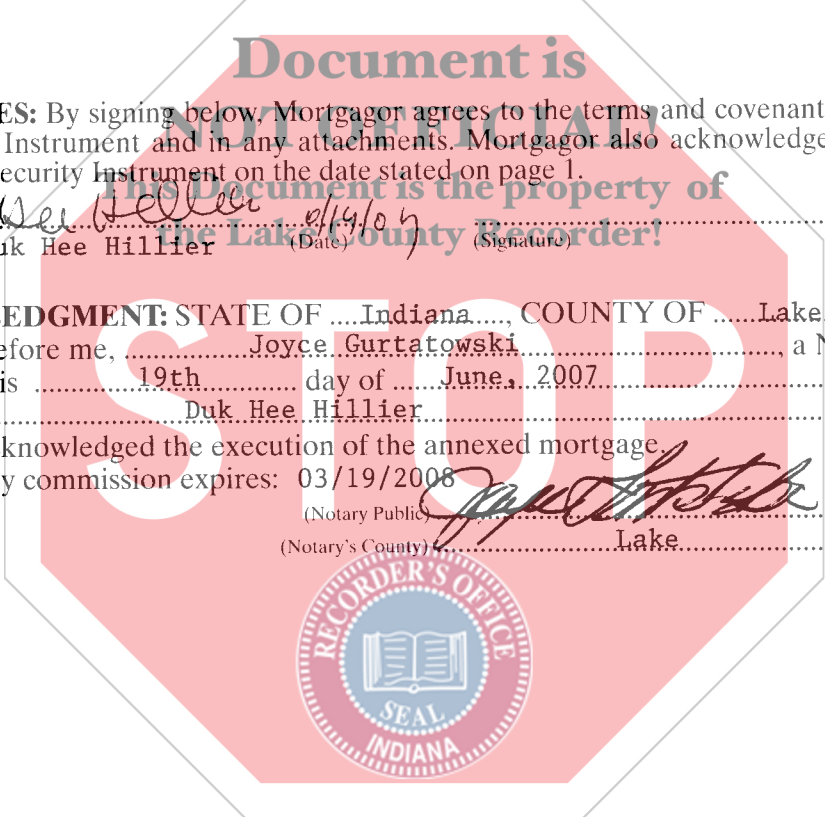 Document is
NOT OFFICIAL!
This Document is the property of
the Lake County Recorder!
ES: By signing below, Mortgagor agrees to the terms and covenant
Instrument and in any attachments. Mortgagor also acknowledge
ecurity Instrument on the date stated on page 1.
Hee Hillier
uk Hee Hillier (Date) (Signature)
EDGMENT: STATE OF ....Indiana...., COUNTY OF .....Lake
efore me, ....................Joyce Gurtatowski...................., a N
is ................19th............... day of .....June, 2007
Duk Hee Hillier
knowledged the execution of the annexed mortgage.
y commission expires: 03/19/2008
(Notary Public)
(Notary's County) Lake
STOP
RECORDER'S OFFICE
SEAL
INDIANA